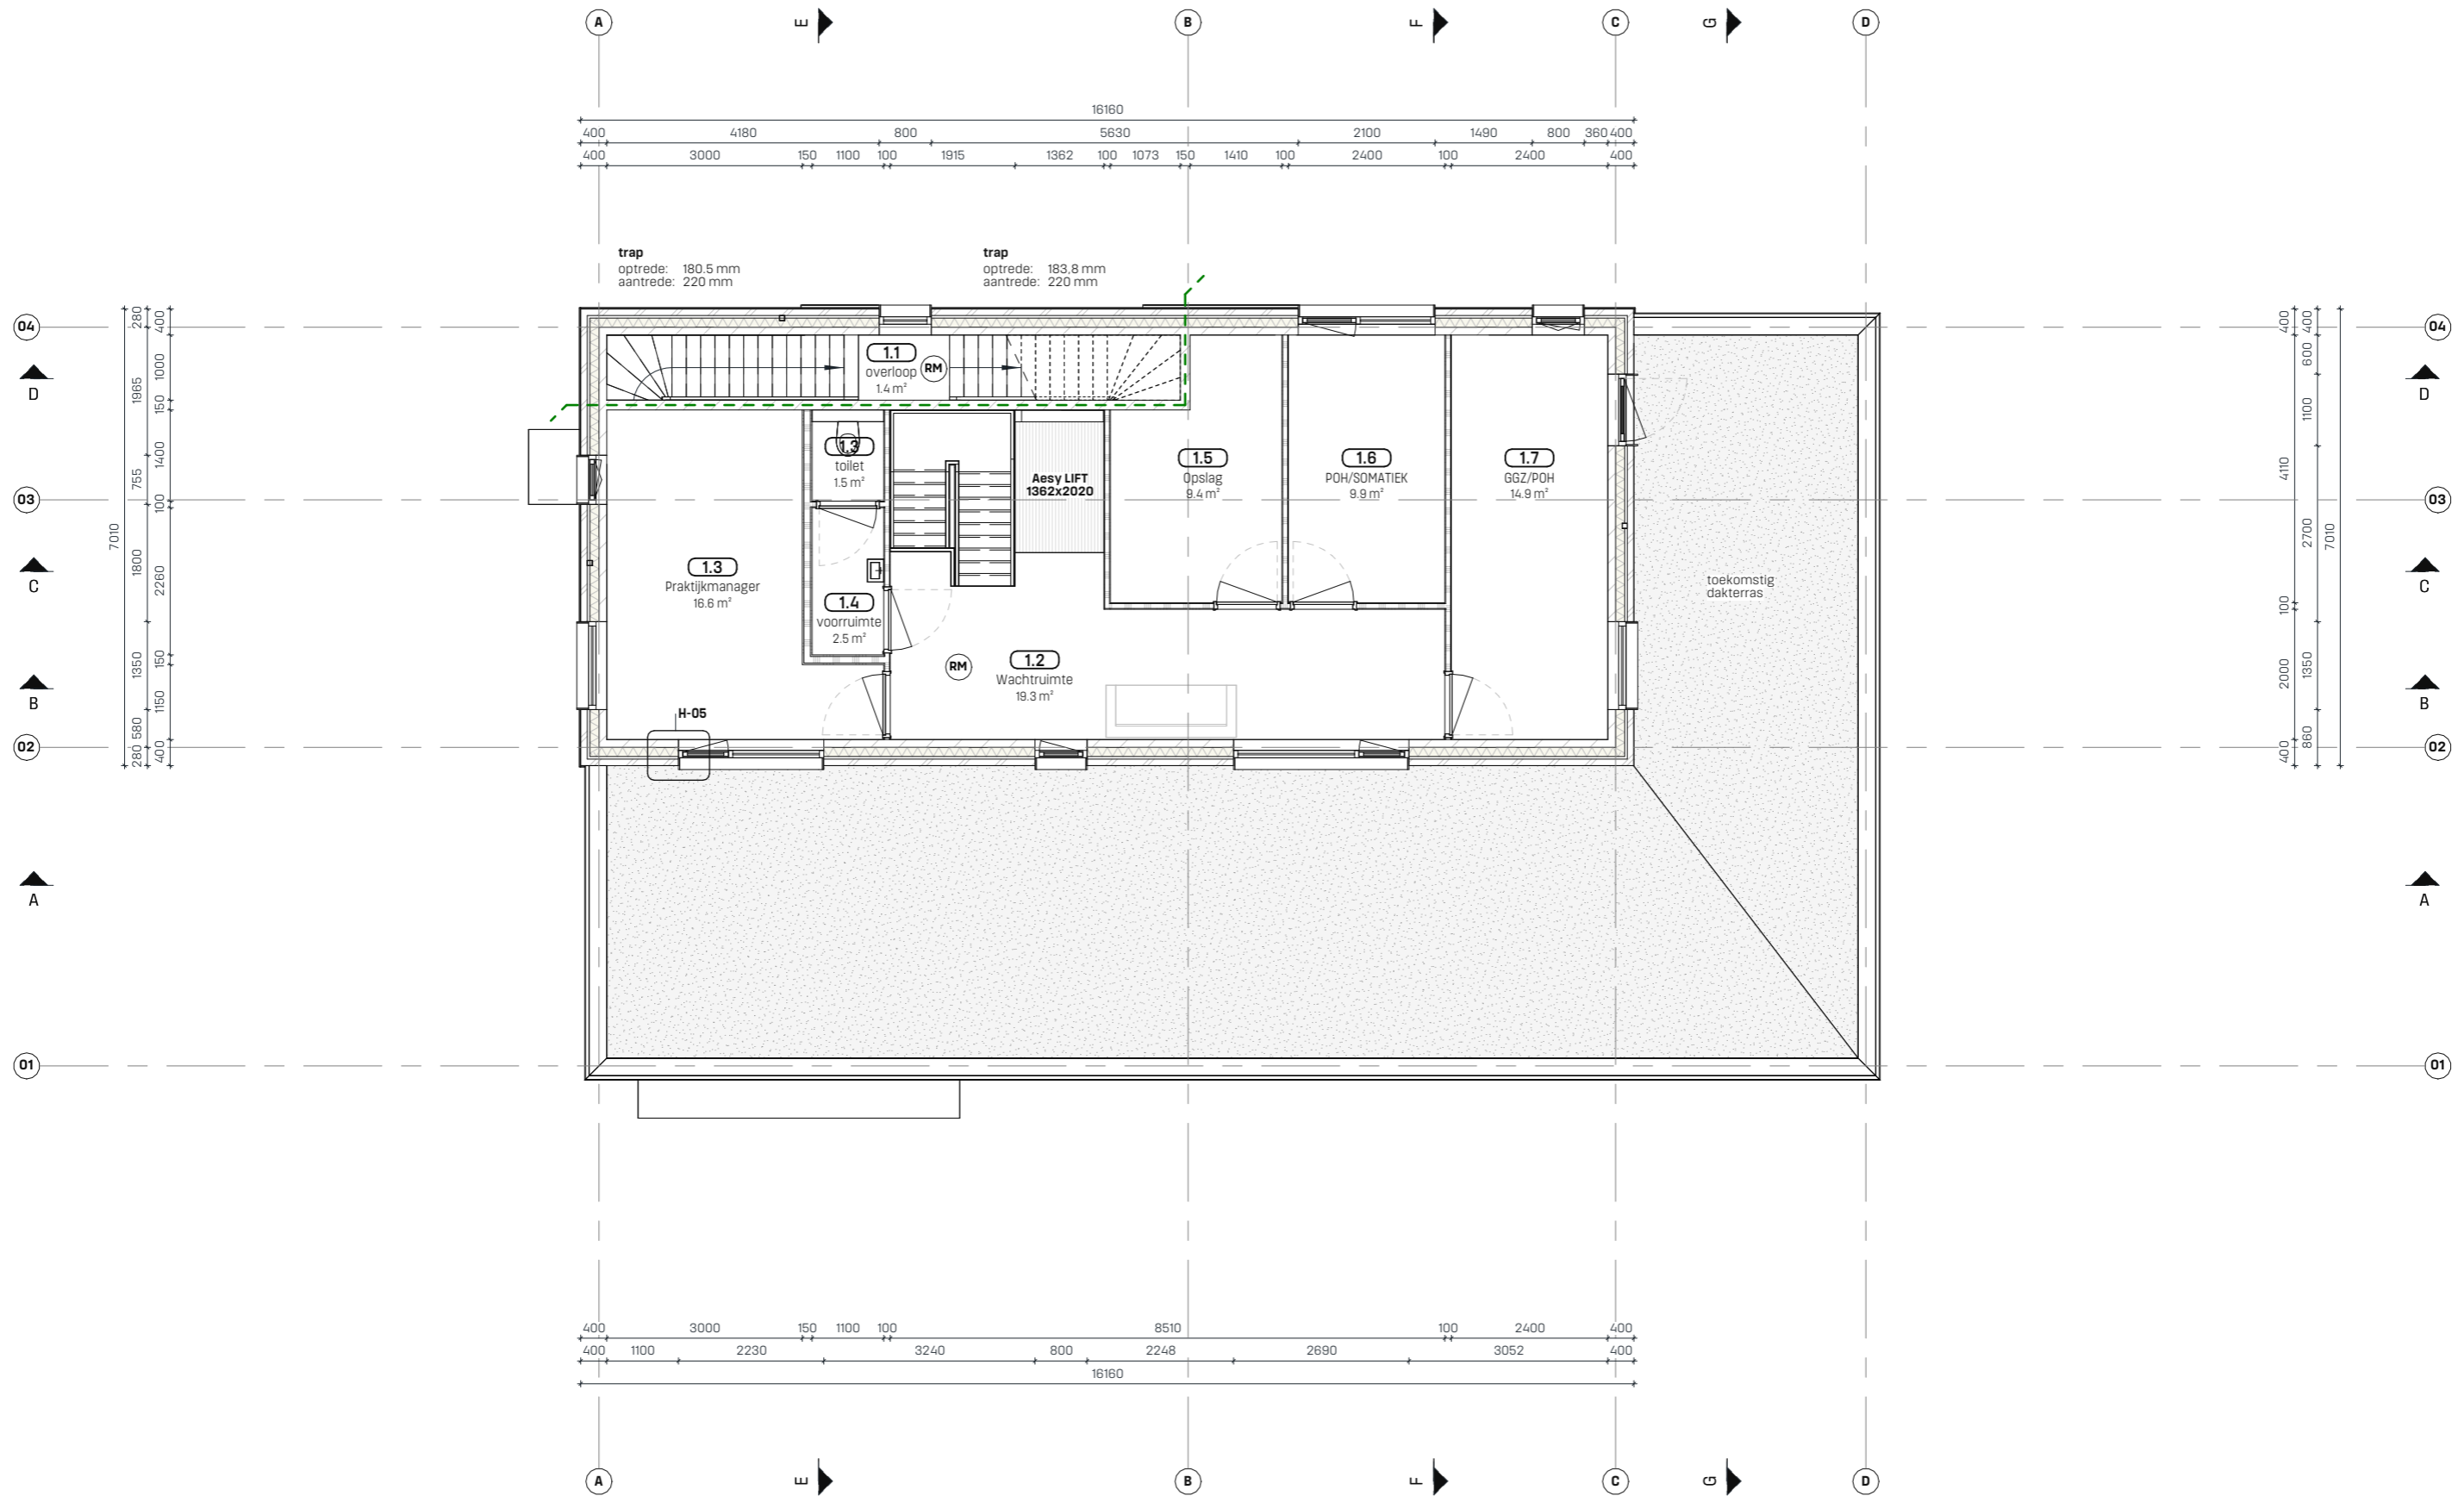 A E B F C G D
16160
400 4180 800 5630 2100 1490 800 360 400
400 3000 150 1100 100 1915 1362 100 1073 150 1410 100 2400 100 2400 400
trap
optrede: 180.5 mm
aantrede: 220 mm
trap
optrede: 183,8 mm
aantrede: 220 mm
04
D
03
C
B
02
A
01
7010
280 1965 755 1800 1350 580 280
400 1000 150 1400 100 2260 150 1150 400
1.1
overloop
1.4 m²
RM
1.3
toilet
1.5 m²
Aesy LIFT
1362x2020
1.5
Opslag
9.4 m²
1.6
POH/SOMATIEK
9.9 m²
1.7
GGZ/POH
14.9 m²
1.3
Praktijkmanager
16.6 m²
1.4
voorruimte
2.5 m²
RM
1.2
Wachtruimte
19.3 m²
H-05
toekomstig
dakterras
400 4110 100 2000 400
400 600 1100 2700 1350 860
7010
04
D
03
C
B
02
A
01
400 3000 150 1100 100 8510 100 2400 400
400 1100 2230 3240 800 2248 2690 3052 400
16160
A E B F C G D